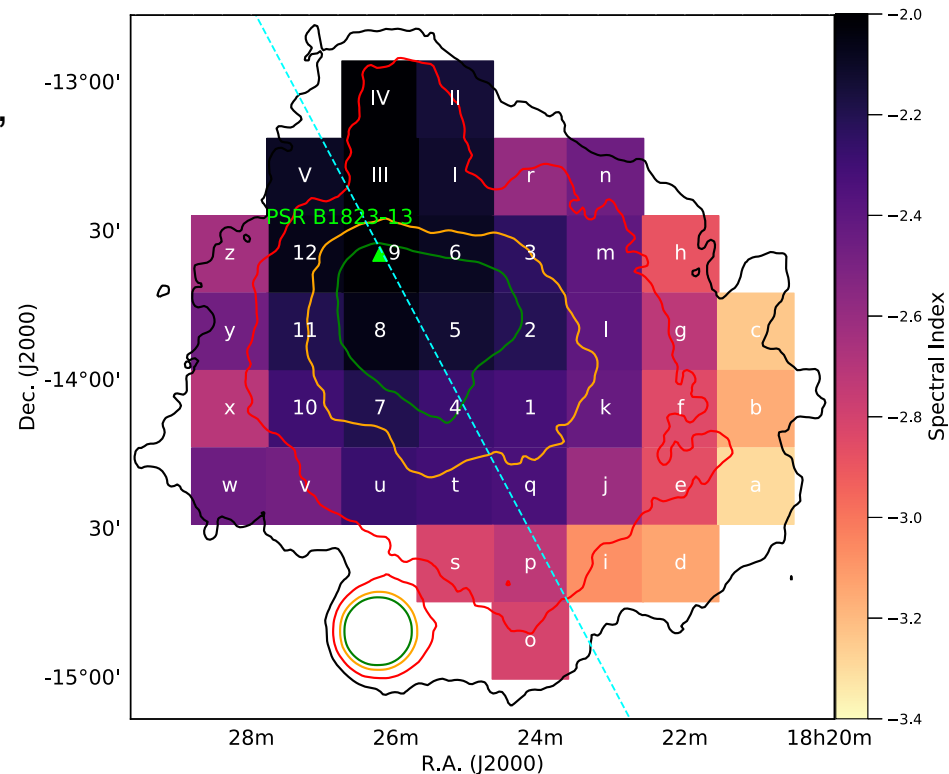 ,
-13°00'
30'
-14°00'
30'
-15°00'
Dec. (J2000)
IV II
V III I r n
PSR B1823-13
z 12 9 6 3 m h
y 11 8 5 2 l g c
x 10 7 4 1 k f b
w v u t q j e a
s p i d
o
28m 26m 24m 22m 18h20m
R.A. (J2000)
−2.0
−2.2
−2.4
−2.6
−2.8
−3.0
−3.2
−3.4
Spectral Index